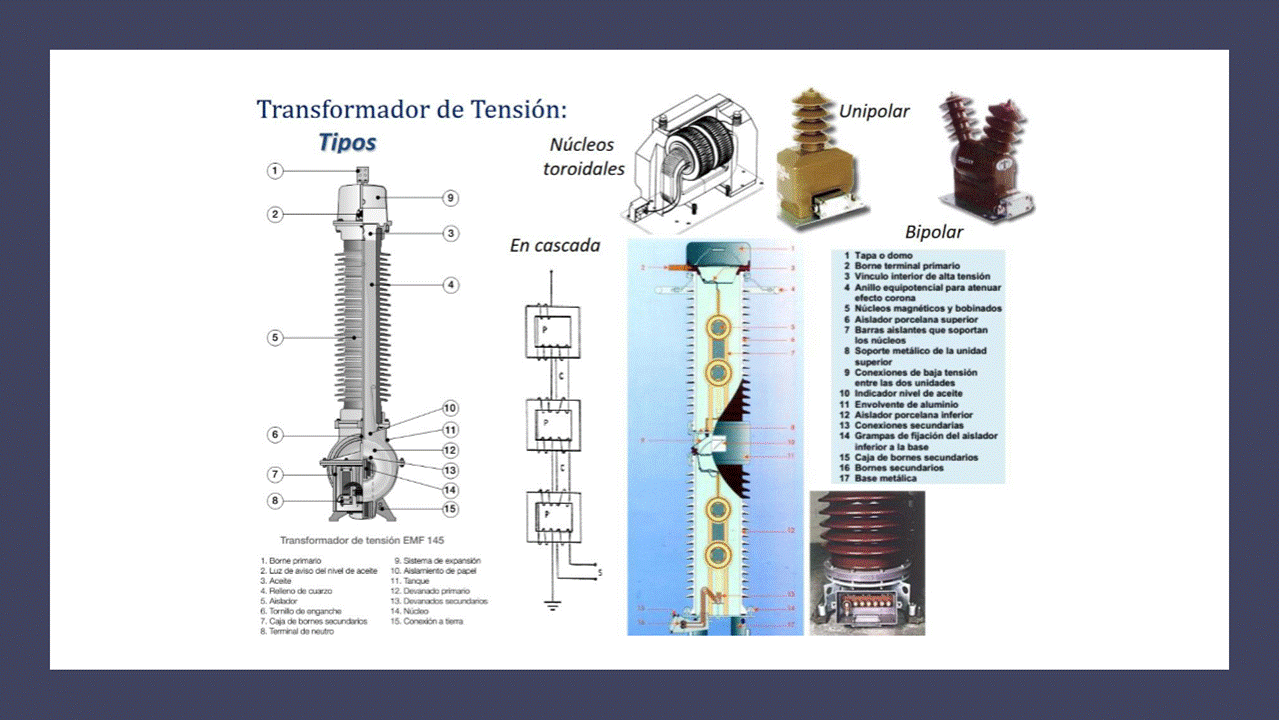 Transformador de Tensión:
Tipos
Núcleos
toroidales
Unipolar
Bipolar
En cascada
1
2
3
4
5
6
7
8
9
10
11
12
13
14
15
Transformador de tensión EMF 145
1. Borne primario
2. Luz de aviso del nivel de aceite
3. Aceite
4. Relleno de cuarzo
5. Aislador
6. Tornillo de enganche
7. Caja de bornes secundarios
8. Terminal de neutro
9. Sistema de expansión
10. Aislamiento de papel
11. Tanque
12. Devanado primario
13. Devanados secundarios
14. Núcleo
15. Conexión a tierra
P
C
P
C
P
S
1 Tapa o domo
2 Borne terminal primario
3 Vinculo interior de alta tensión
4 Anillo equipotencial para atenuar
efecto corona
5 Núcleos magnéticos y bobinados
6 Aislador porcelana superior
7 Barras aislantes que soportan
los núcleos
8 Soporte metálico de la unidad
superior
9 Conexiones de baja tensión
entre las dos unidades
10 Indicador nivel de aceite
11 Envolvente de aluminio
12 Aislador porcelana inferior
13 Conexiones secundarias
14 Grampas de fijación del aislador
inferior a la base
15 Caja de bornes secundarios
16 Bornes secundarios
17 Base metálica